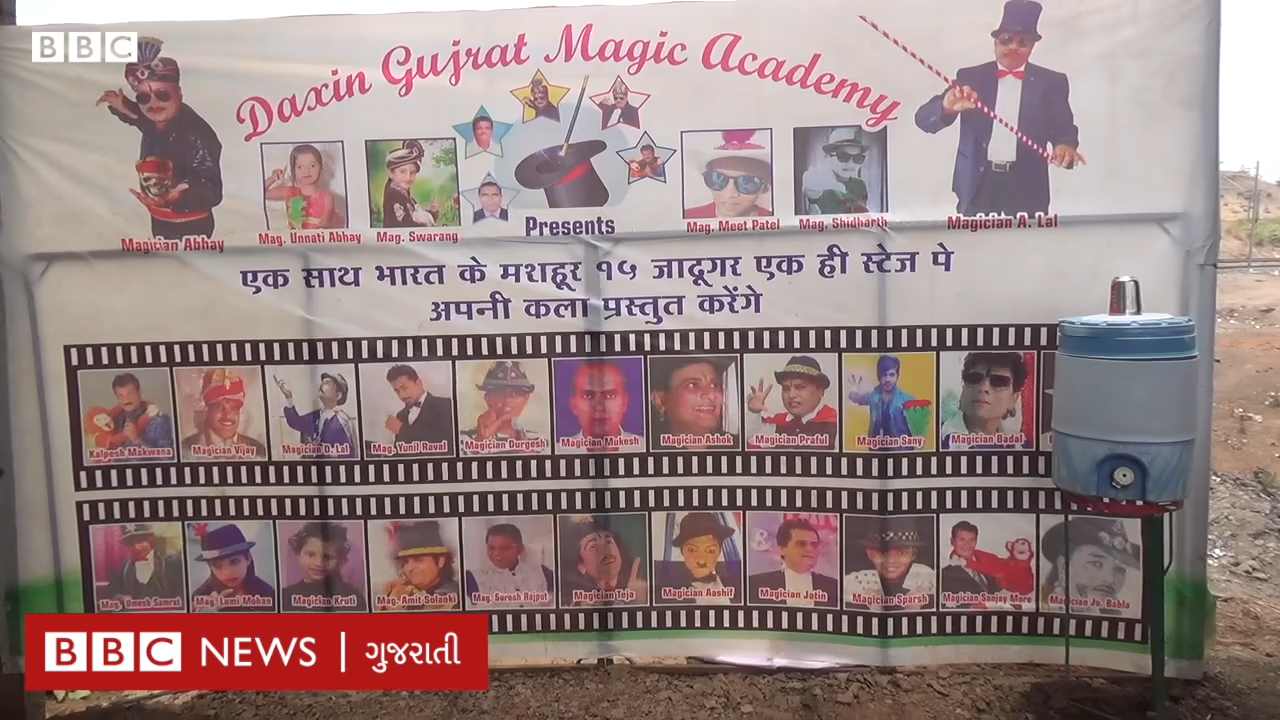 BBC
Daxin Gujrat Magic Academy
Magician Abhay
Mag. Unnati Abhay
Mag. Swarang
Presents
Mag. Meet Patel
Mag. Shidharth
Magician A. Lal
एक साथ भारत के मशहूर १५ जादूगर एक ही स्टेज पे
अपनी कला प्रस्तुत करेंगे
Kalpesh Makwana
Magician Vijay
Magician D. Lal
Mag. Yunil Raval
Magician Durgesh
Magician Mukesh
Magician Ashok
Magician Praful
Magician Sany
Magician Badal
Mag. Umesh Samrat
Mag. Lami Mohan
Magician Kruti
Mag. Amit Solanki
Mag. Suresh Rajput
Magician Teja
Magician Aashif
Magician Jatin
Magician Sparsh
Magician Sanjay More
Magician Ju. Babla
BBC NEWS | ગુજરાતી